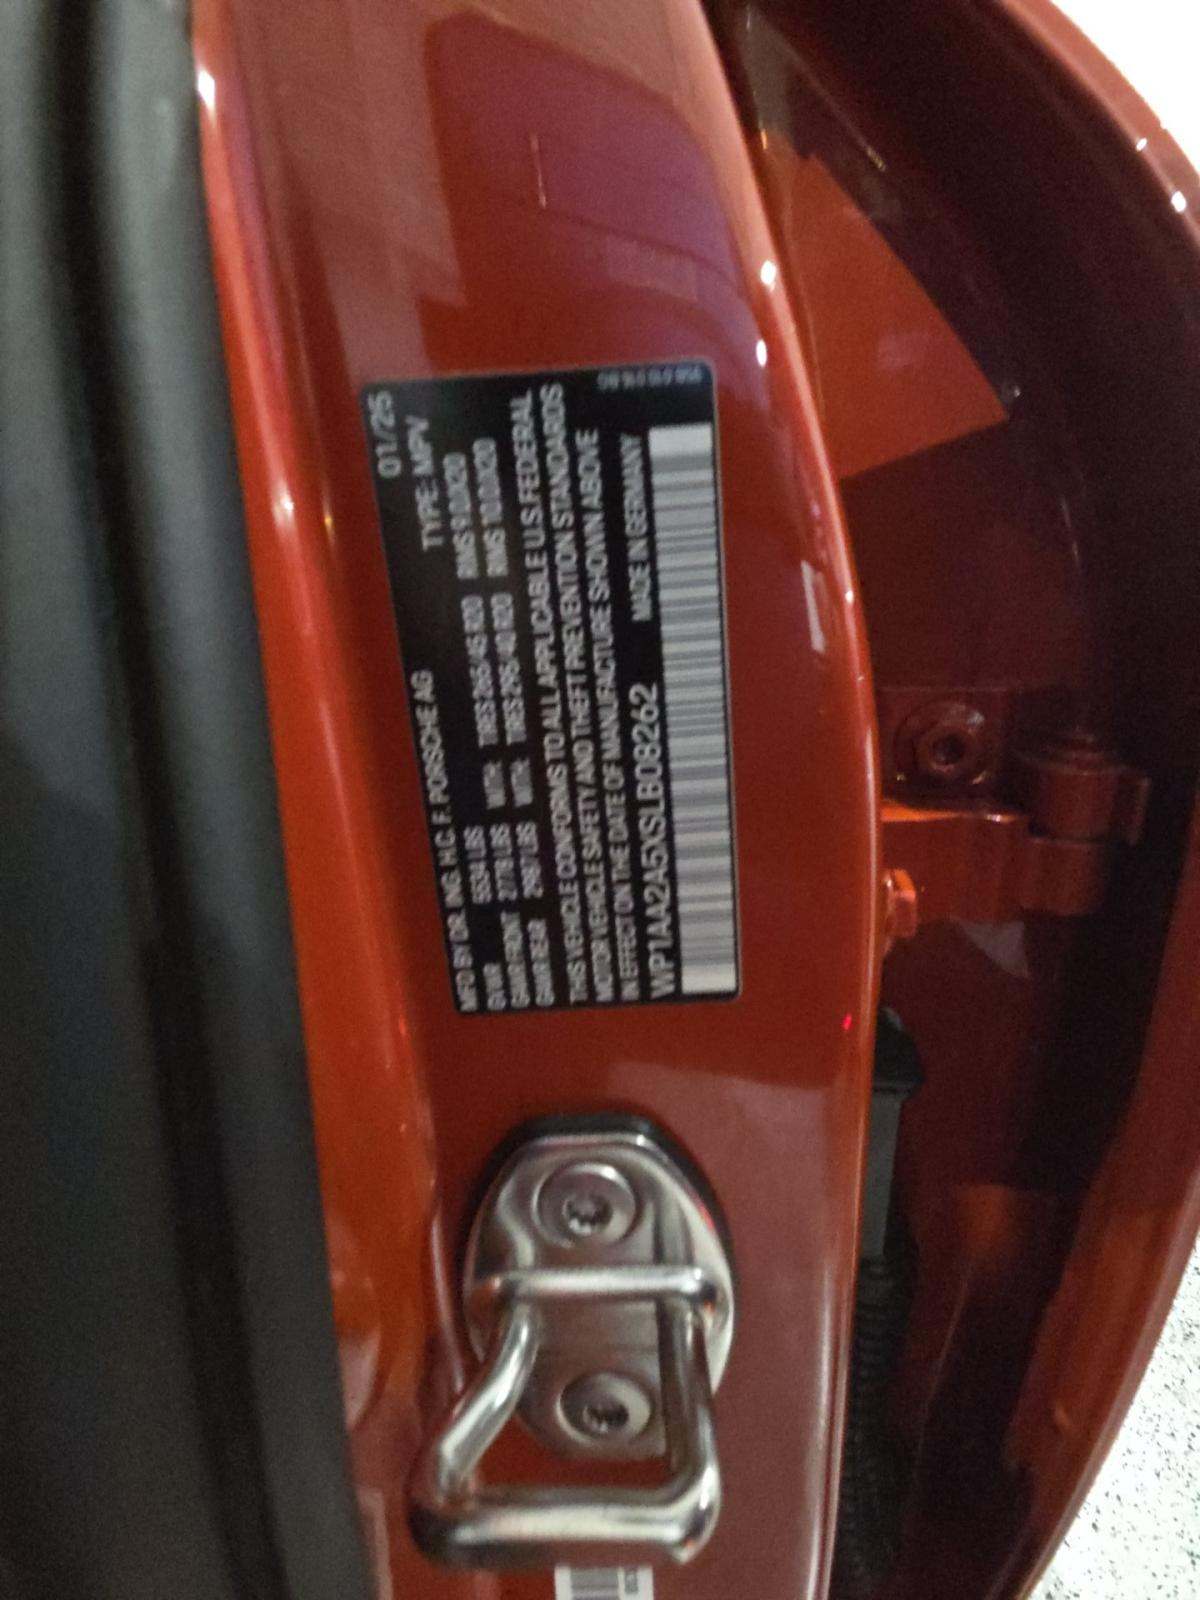 01/25
MFD BY DR. ING. H.C. F. PORSCHE AG TYPE: MPV
GVWR 5534 LBS
GAWR FRONT 2778 LBS WITH: TIRES 265/45 R20 RIMS 9.0JX20
GAWR REAR 2987 LBS WITH: TIRES 295/40 R20 RIMS 10.0JX20
THIS VEHICLE CONFORMS TO ALL APPLICABLE U.S. FEDERAL
MOTOR VEHICLE SAFETY AND THEFT PREVENTION STANDARDS
IN EFFECT ON THE DATE OF MANUFACTURE SHOWN ABOVE
WP1AA2A5XSLB08262 MADE IN GERMANY